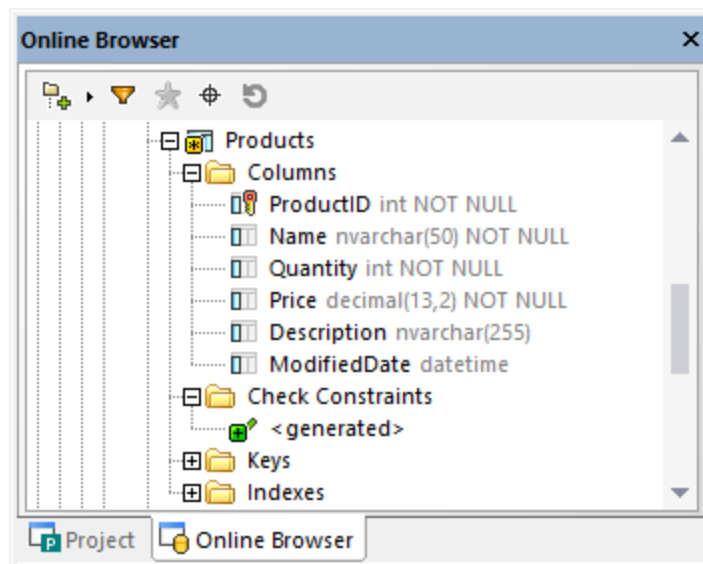 Online Browser
Products
Columns
ProductID int NOT NULL
Name nvarchar(50) NOT NULL
Quantity int NOT NULL
Price decimal(13,2) NOT NULL
Description nvarchar(255)
ModifiedDate datetime
Check Constraints
<generated>
Keys
Indexes
Project Online Browser